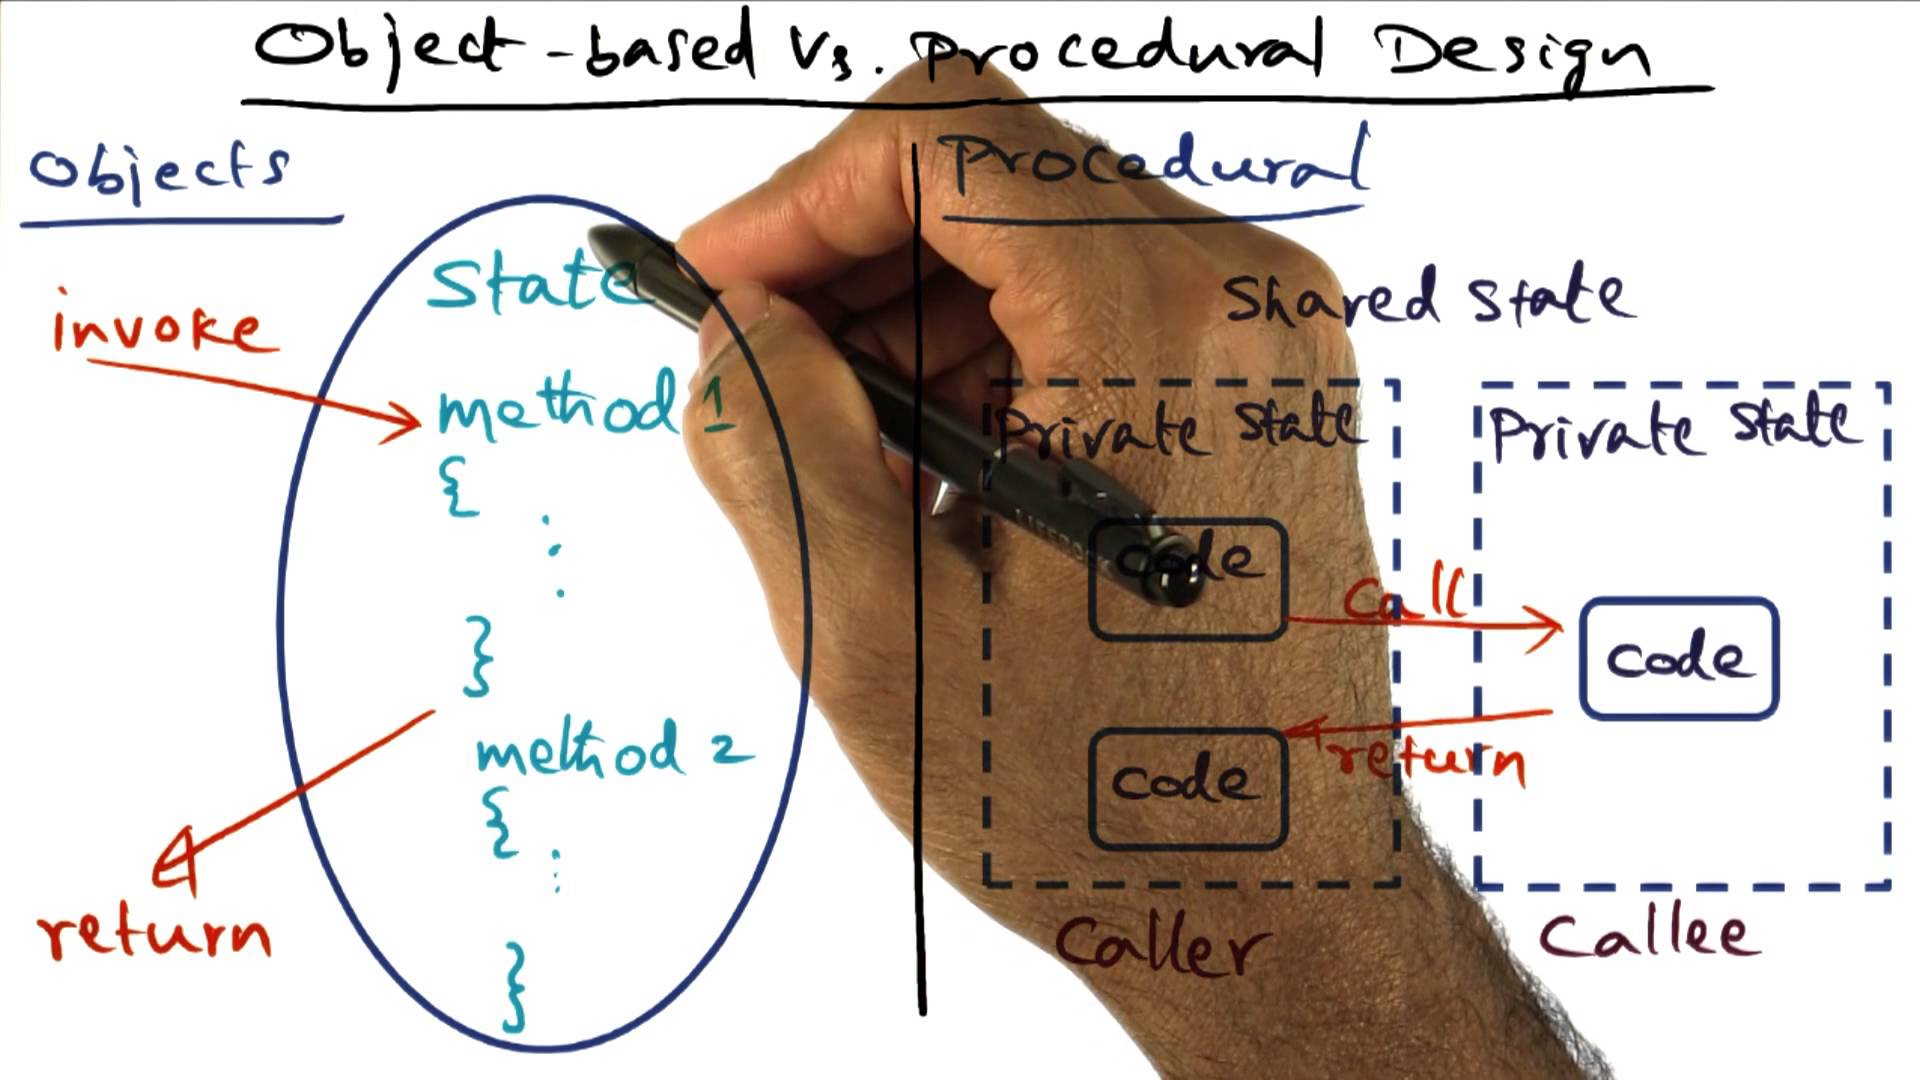 Object-based Vs. Procedural Design
Objects
invoke
State
method 1
{
}
method 2
{
}
return
Procedural
Shared State
Private State
code
code
Caller
call
return
Private State
code
Callee